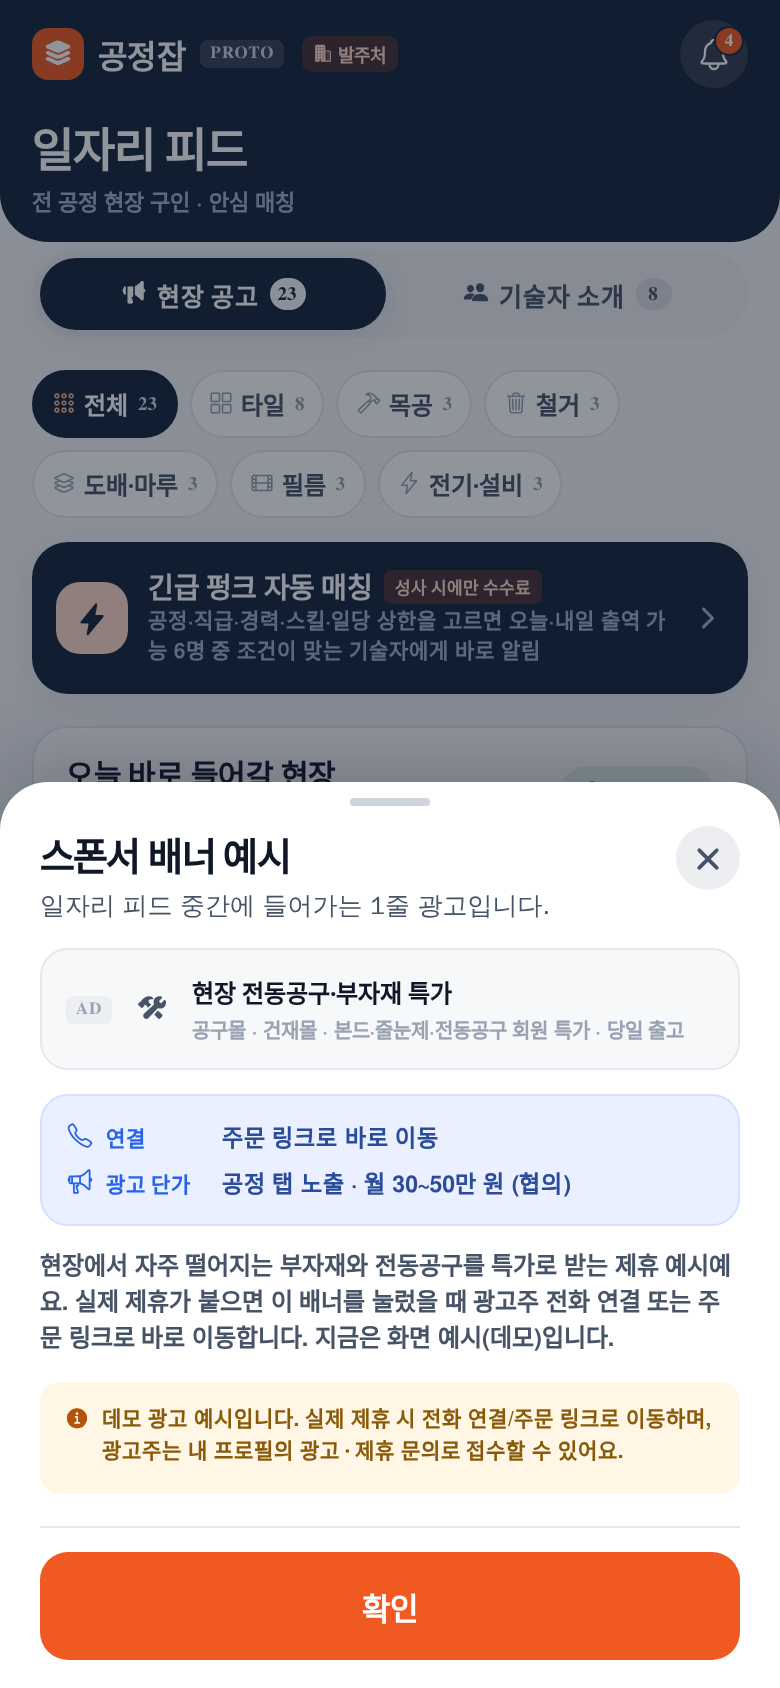 공정잡 PROTO 발주처 4
일자리 피드
전 공정 현장 구인 · 안심 매칭
현장 공고 23 기술자 소개 8
전체 23 타일 8 목공 3 철거 3
도배·마루 3 필름 3 전기·설비 3
긴급 펑크 자동 매칭 성사 시에만 수수료
공정·직급·경력·스킬·일당 상한을 고르면 오늘·내일 출역 가
능 6명 중 조건이 맞는 기술자에게 바로 알림
오늘 바로 들어갈 현장
스폰서 배너 예시
일자리 피드 중간에 들어가는 1줄 광고입니다.
AD 현장 전동공구·부자재 특가
공구몰 · 건재몰 · 본드·줄눈제·전동공구 회원 특가 · 당일 출고
연결 주문 링크로 바로 이동
광고 단가 공정 탭 노출 · 월 30~50만 원 (협의)
현장에서 자주 떨어지는 부자재와 전동공구를 특가로 받는 제휴 예시예
요. 실제 제휴가 붙으면 이 배너를 눌렀을 때 광고주 전화 연결 또는 주
문 링크로 바로 이동합니다. 지금은 화면 예시(데모)입니다.
데모 광고 예시입니다. 실제 제휴 시 전화 연결/주문 링크로 이동하며,
광고주는 내 프로필의 광고 · 제휴 문의로 접수할 수 있어요.
확인